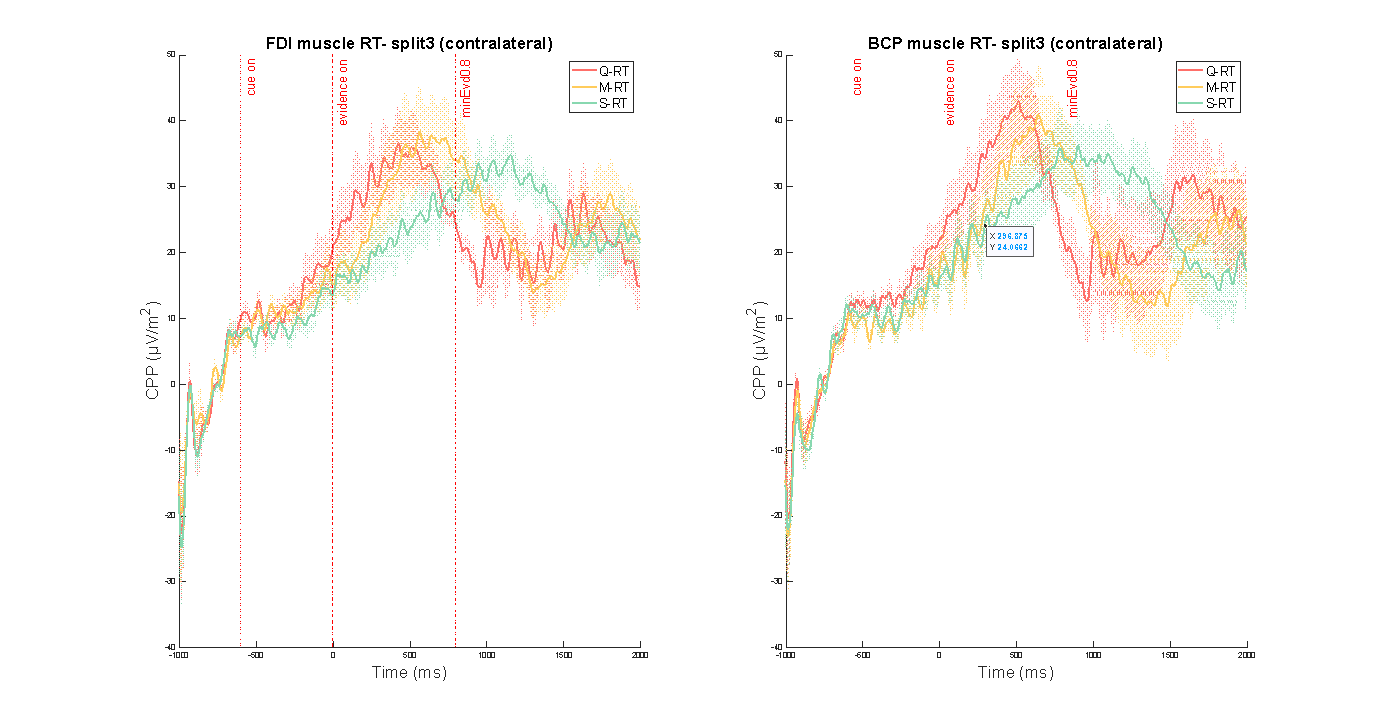 FDI muscle RT- split3 (contralateral)
50
40
30
20
10
0
-10
-20
-30
-40
CPP (µV/m²)
-1000
-500
0
500
1000
1500
2000
Time (ms)
cue on
evidence on
minEvd0.8
Q-RT
M-RT
S-RT
BCP muscle RT- split3 (contralateral)
50
40
30
20
10
0
-10
-20
-30
-40
CPP (µV/m²)
-1000
-500
0
500
1000
1500
2000
Time (ms)
cue on
evidence on
minEvd0.8
Q-RT
M-RT
S-RT
X 296.875
Y 24.0662